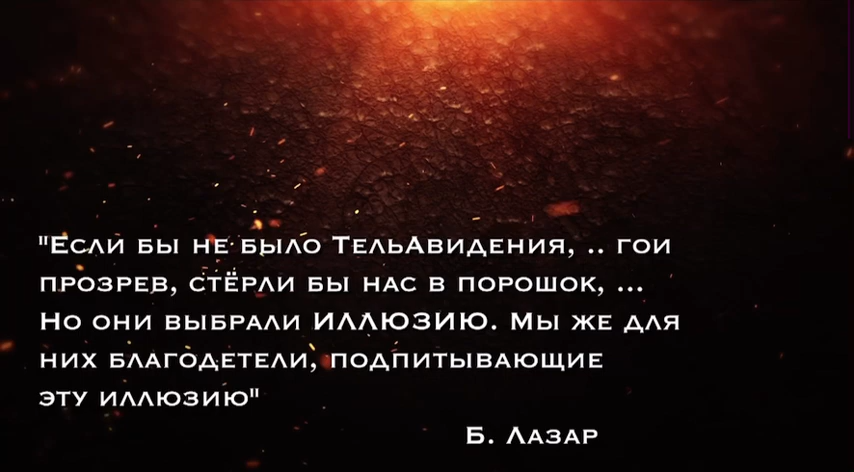 "Если бы не было ТельАвидения, .. гои
прозрев, стёрли бы нас в порошок, ...
Но они выбрали ИЛЛЮЗИЮ. Мы же для
них благодетели, подпитывающие
эту иллюзию"
Б. Лазар